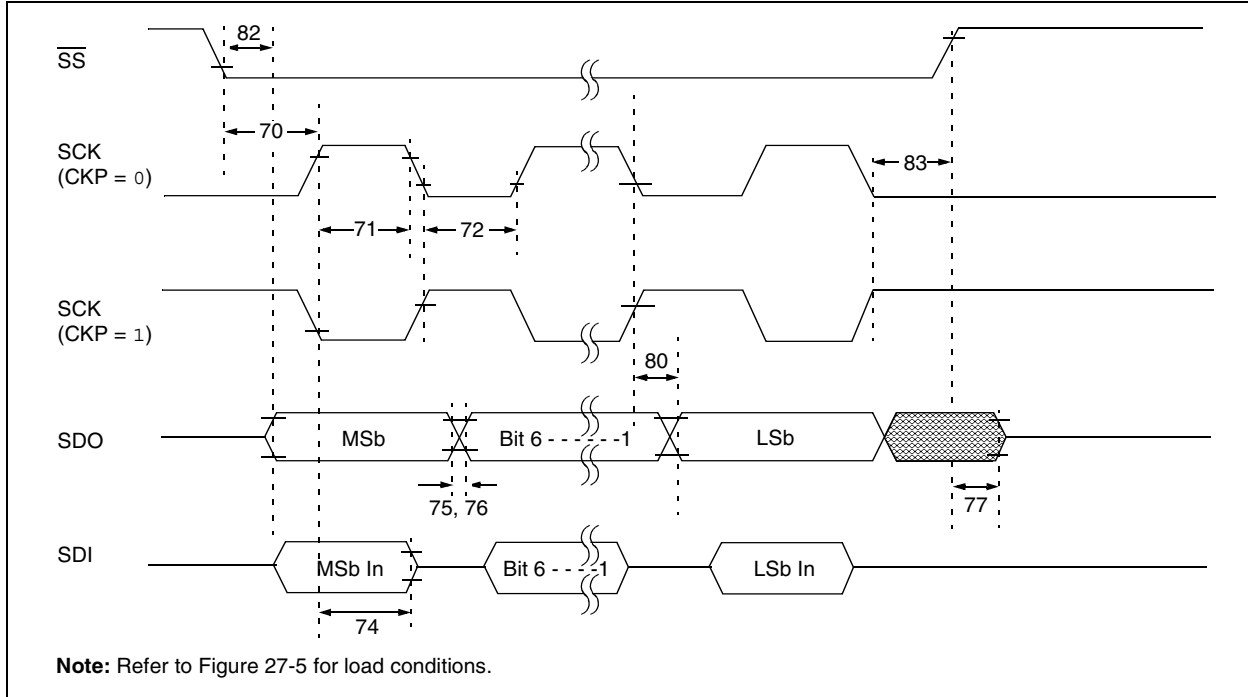 82
SS
70
SCK
(CKP = 0)
83
71
72
SCK
(CKP = 1)
80
SDO
MSb
Bit 6 - - - - - -1
LSb
75, 76
77
SDI
MSb In
Bit 6 - - - -1
LSb In
74
Note: Refer to Figure 27-5 for load conditions.